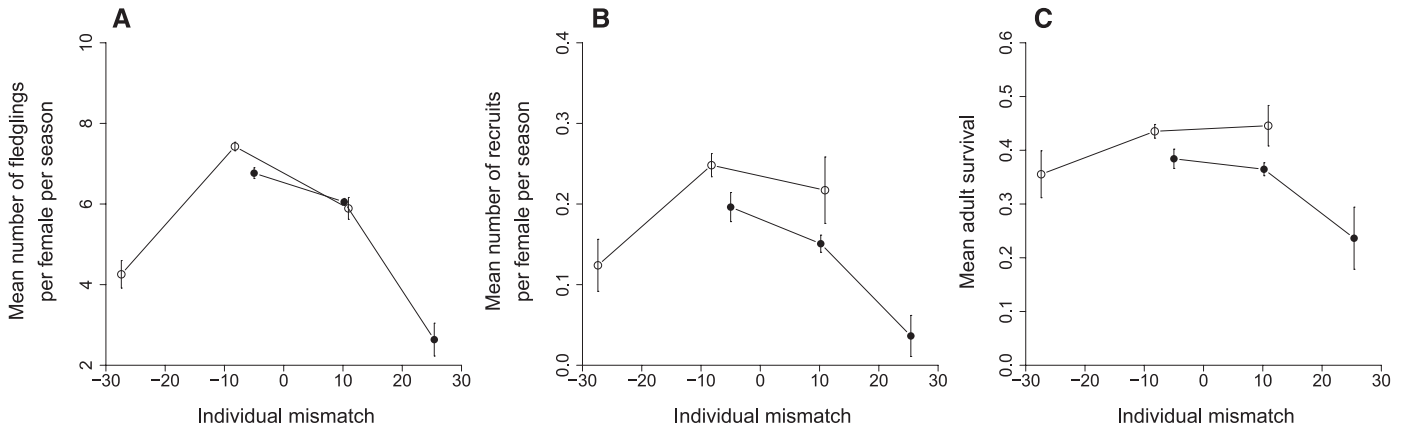 A
Mean number of fledglings
per female per season
10
8
6
4
2
−30 −20 −10 0 10 20 30
Individual mismatch
B
Mean number of recruits
per female per season
0.4
0.3
0.2
0.1
0.0
−30 −20 −10 0 10 20 30
Individual mismatch
C
Mean adult survival
0.6
0.5
0.4
0.3
0.2
0.1
0.0
−30 −20 −10 0 10 20 30
Individual mismatch